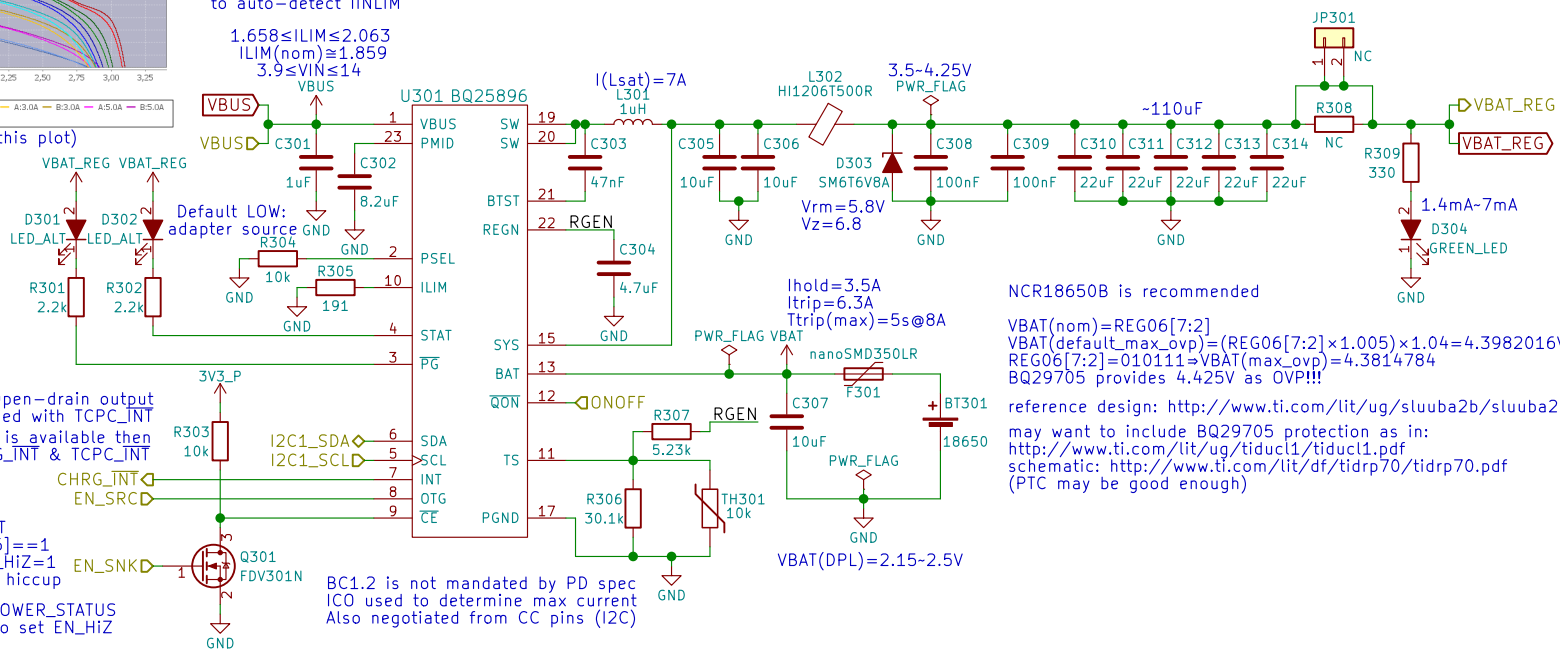 to auto-detect IINLIM
1.658≤ILIM≤2.063
ILIM(nom)≅1.859
3.9≤VIN≤14
2,25 2,50 2,75 3,00 3,25
A:3.0A B:3.0A A:5.0A B:5.0A
this plot)
VBUS
VBUS
VBUS
C301
1uF
GND
C302
8.2uF
GND
VBAT_REG
VBAT_REG
D301
LED_ALT
2
1
D302
LED_ALT
2
1
R301
2.2k
R302
2.2k
Default LOW:
adapter source
R304
10k
GND
R305
191
GND
U301 BQ25896
1 VBUS
23 PMID
2 PSEL
10 ILIM
4 STAT
3 PG
6 SDA
5 SCL
7 INT
8 OTG
9 CE
SW 19
SW 20
BTST 21
REGN 22
SYS 15
BAT 13
QON 12
TS 11
PGND 17
3V3_P
R303
10k
pen-drain output
ed with TCPC_INT
is available then
G_INT & TCPC_INT
I2C1_SDA
I2C1_SCL
CHRG_INT
EN_SRC
EN_SNK
T
]==1
_HiZ=1
hiccup
OWER_STATUS
o set EN_HiZ
Q301
FDV301N
1
2
3
GND
BC1.2 is not mandated by PD spec
ICO used to determine max current
Also negotiated from CC pins (I2C)
I(Lsat)=7A
L301
1uH
C303
47nF
RGEN
C304
4.7uF
GND
C305
10uF
C306
10uF
GND
L302
HI1206T500R
3.5~4.25V
PWR_FLAG
D303
SM6T6V8A
Vrm=5.8V
Vz=6.8
C308
100nF
GND
C309
100nF
~110uF
C310
22uF
C311
22uF
C312
22uF
C313
22uF
C314
22uF
GND
JP301
NC
1
2
R308
NC
VBAT_REG
VBAT_REG
R309
330
1.4mA~7mA
2
1
D304
GREEN_LED
GND
Ihold=3.5A
Itrip=6.3A
Ttrip(max)=5s@8A
PWR_FLAG
VBAT
nanoSMD350LR
F301
ONOFF
R307
5.23k
RGEN
C307
10uF
BT301
18650
+
PWR_FLAG
GND
R306
30.1k
TH301
10k
GND
VBAT(DPL)=2.15~2.5V
NCR18650B is recommended
VBAT(nom)=REG06[7:2]
VBAT(default_max_ovp)=(REG06[7:2]×1.005)×1.04=4.3982016V
REG06[7:2]=010111⇒VBAT(max_ovp)=4.3814784
BQ29705 provides 4.425V as OVP!!!
reference design: http://www.ti.com/lit/ug/sluuba2b/sluuba2
may want to include BQ29705 protection as in:
http://www.ti.com/lit/ug/tiducl1/tiducl1.pdf
schematic: http://www.ti.com/lit/df/tidrp70/tidrp70.pdf
(PTC may be good enough)